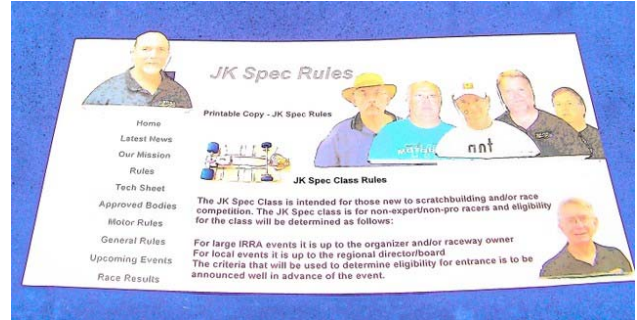 JK Spec Rules
Printable Copy - JK Spec Rules
Home
Latest News
Our Mission
Rules
Tech Sheet
Approved Bodies
Motor Rules
General Rules
Upcoming Events
Race Results
JK Spec Class Rules
The JK Spec Class is intended for those new to scratchbuilding and/or race
competition. The JK Spec class is for non-expert/non-pro racers and eligibility
for the class will be determined as follows:
For large IRRA events it is up to the organizer and/or raceway owner
For local events it is up to the regional director/board
The criteria that will be used to determine eligibility for entrance is to be
announced well in advance of the event.